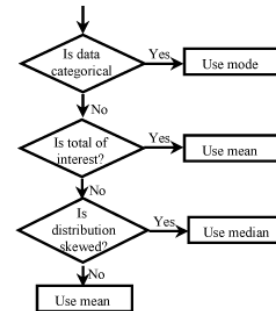 Is data
categorical
Yes
Use mode
No
Is total of
interest?
Yes
Use mean
No
Is
distribution
skewed?
Yes
Use median
No
Use mean